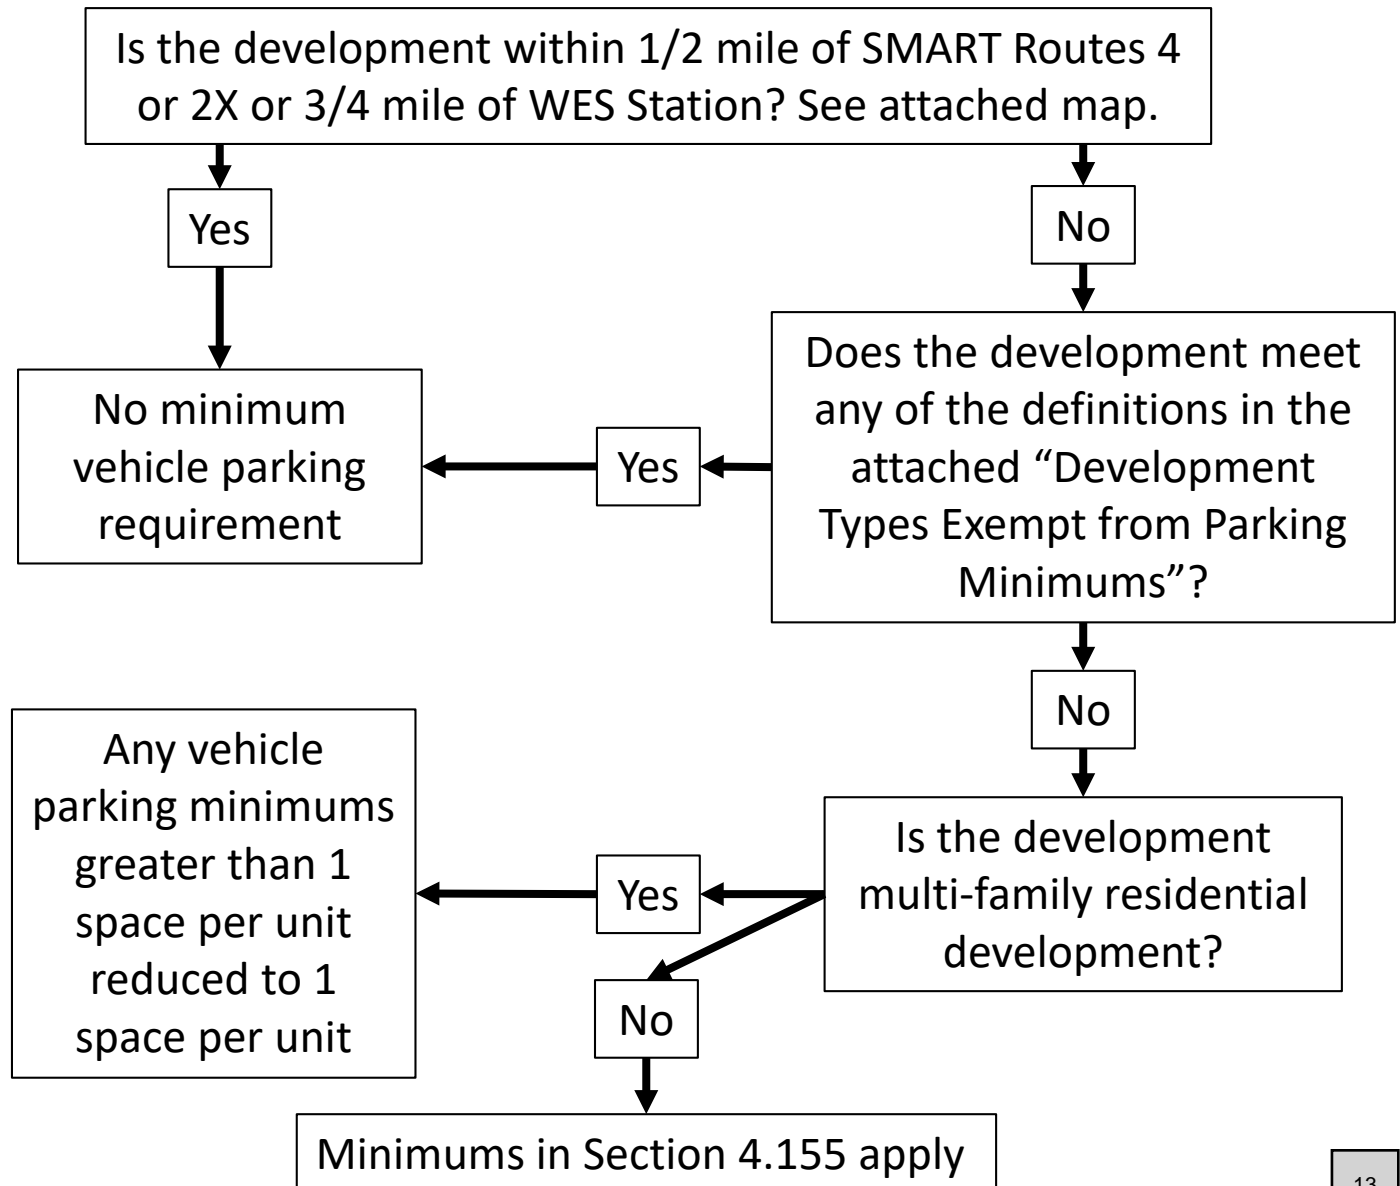 Is the development within 1/2 mile of SMART Routes 4
or 2X or 3/4 mile of WES Station? See attached map.
Yes
No
No minimum
vehicle parking
requirement
Yes
Does the development meet
any of the definitions in the
attached “Development
Types Exempt from Parking
Minimums”?
No
Any vehicle
parking minimums
greater than 1
space per unit
reduced to 1
space per unit
Yes
Is the development
multi-family residential
development?
No
Minimums in Section 4.155 apply
13